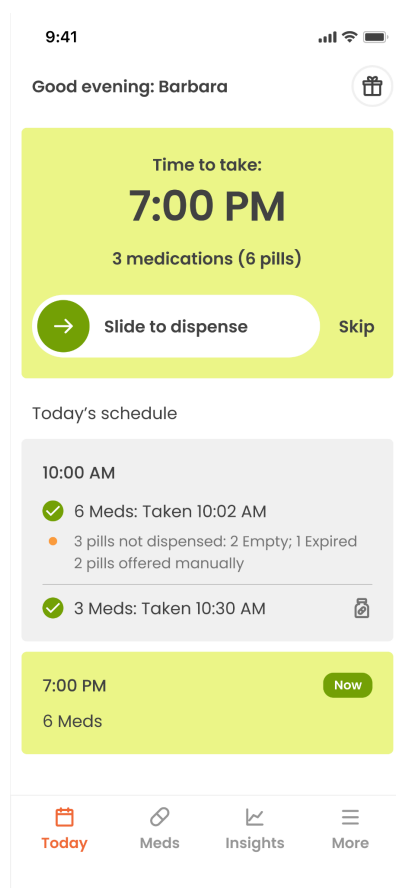 9:41
Good evening: Barbara
Time to take:
7:00 PM
3 medications (6 pills)
Slide to dispense
Skip
Today’s schedule
10:00 AM
6 Meds: Taken 10:02 AM
3 pills not dispensed: 2 Empty; 1 Expired
2 pills offered manually
3 Meds: Taken 10:30 AM
7:00 PM
Now
6 Meds
Today
Meds
Insights
More